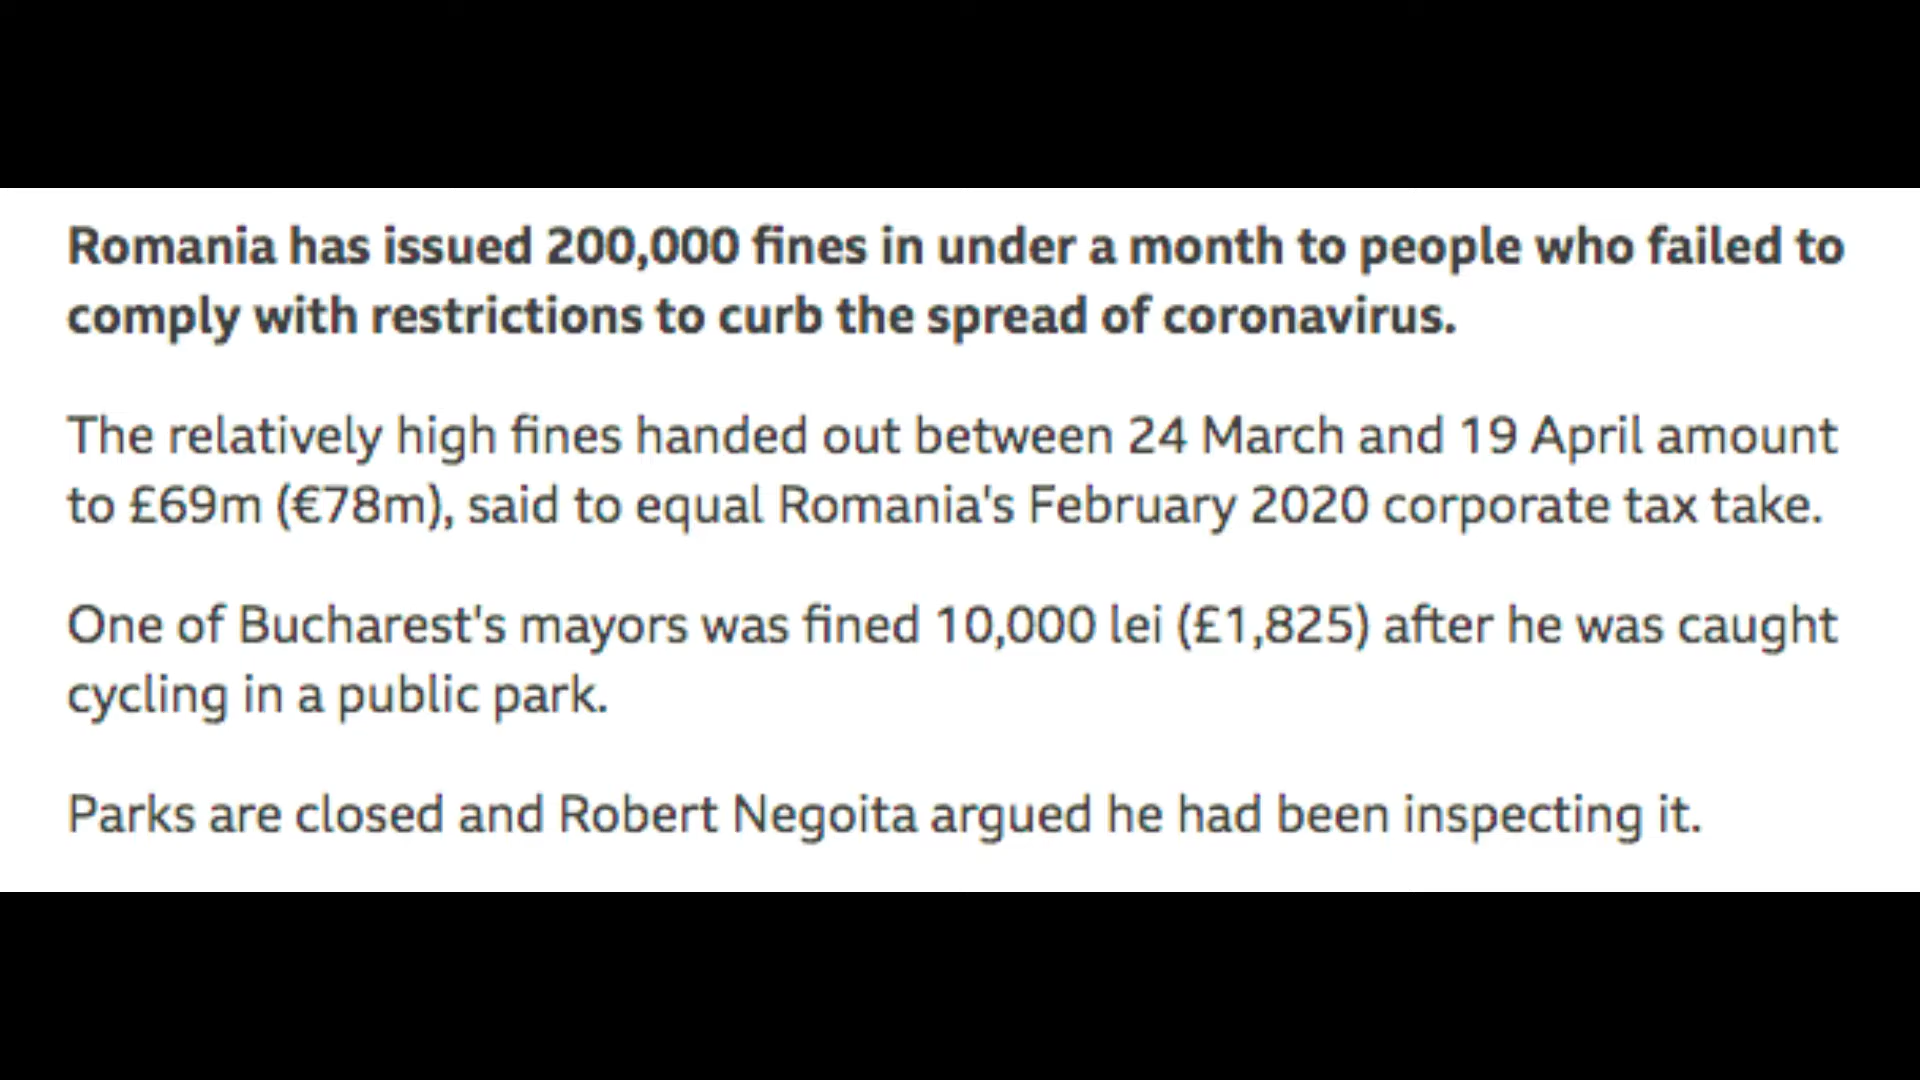 Romania has issued 200,000 fines in under a month to people who failed to
comply with restrictions to curb the spread of coronavirus.
The relatively high fines handed out between 24 March and 19 April amount
to £69m (€78m), said to equal Romania's February 2020 corporate tax take.
One of Bucharest's mayors was fined 10,000 lei (£1,825) after he was caught
cycling in a public park.
Parks are closed and Robert Negoita argued he had been inspecting it.